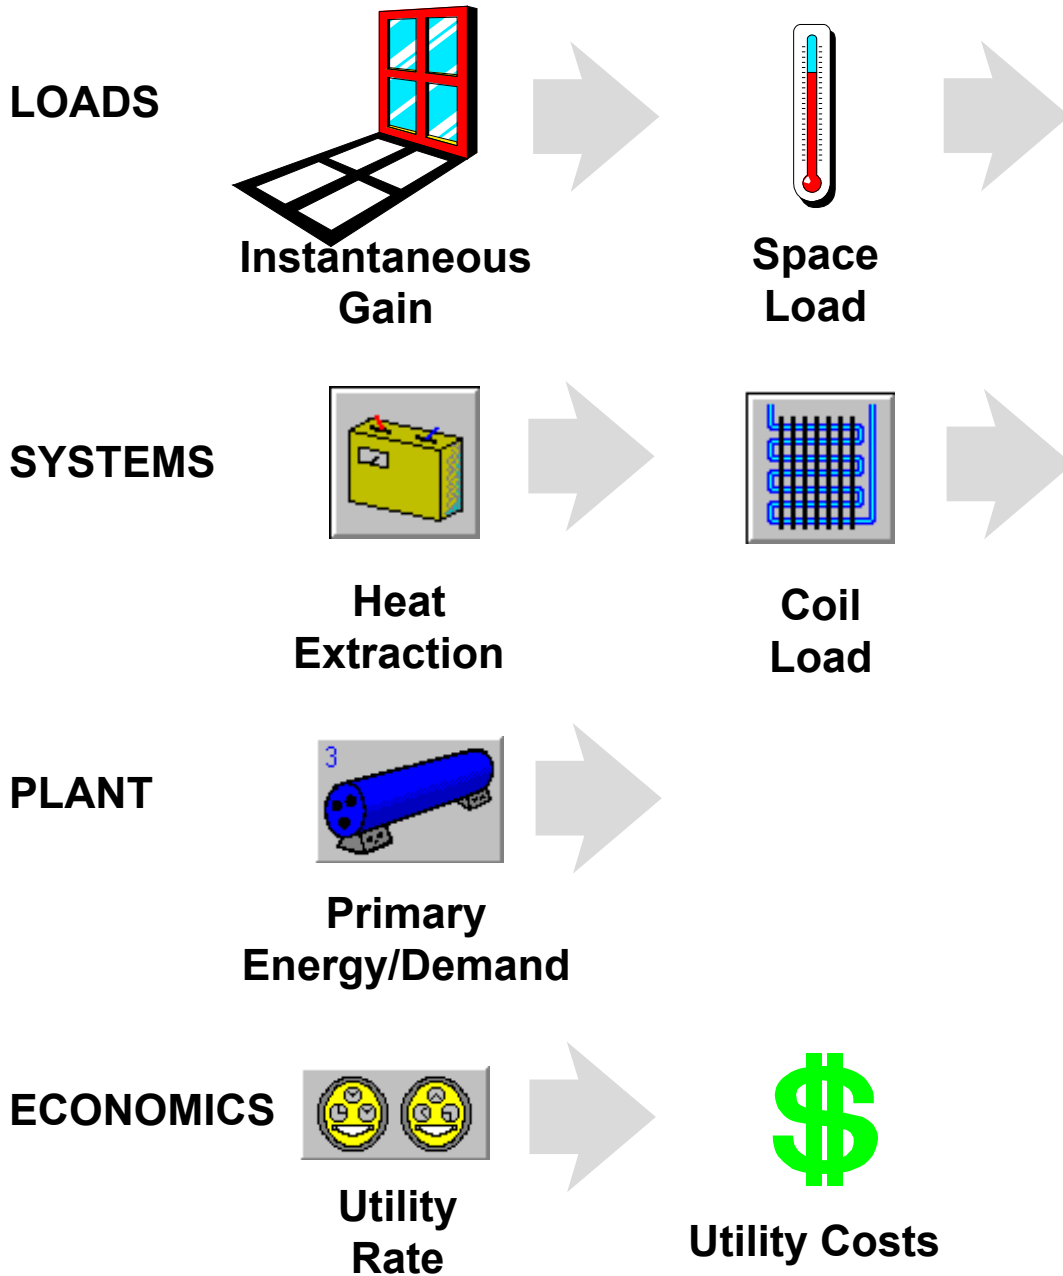 LOADS
Instantaneous
Gain
Space
Load
SYSTEMS
Heat
Extraction
Coil
Load
PLANT
3
Primary
Energy/Demand
ECONOMICS
Utility
Rate
$
Utility Costs